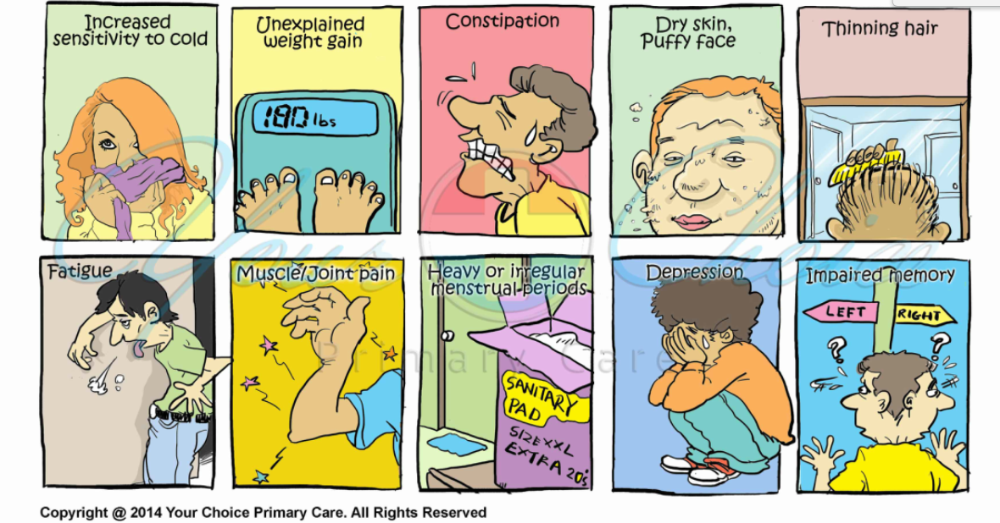 Increased
sensitivity to cold
Unexplained
weight gain
180 lbs
Constipation
Dry skin,
Puffy face
Thinning hair
Fatigue
Muscle/Joint pain
Heavy or irregular
menstrual periods
SANITARY
PAD
SIZE XXL
EXTRA 20's
Depression
Impaired memory
LEFT
RIGHT
? ?
Your Choice
Primary Care
Copyright @ 2014 Your Choice Primary Care. All Rights Reserved